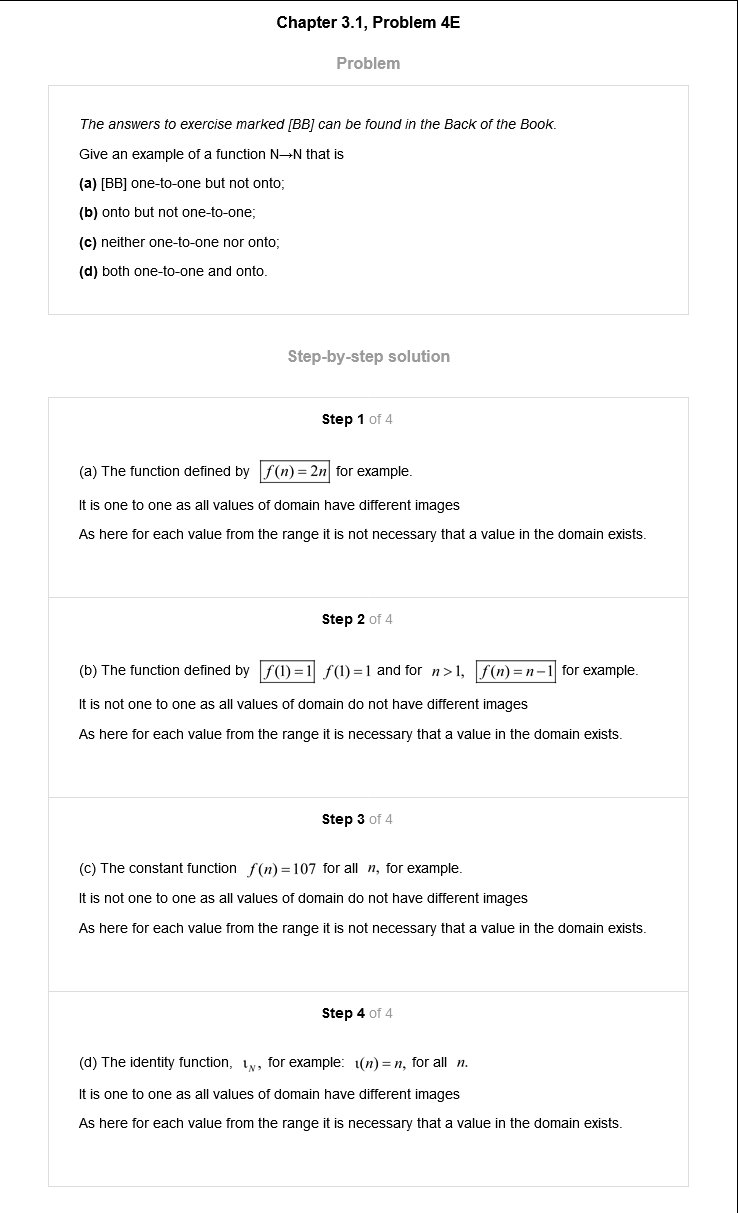 Chapter 3.1, Problem 4E
Problem
The answers to exercise marked [BB] can be found in the Back of the Book.
Give an example of a function N→N that is
(a) [BB] one-to-one but not onto;
(b) onto but not one-to-one;
(c) neither one-to-one nor onto;
(d) both one-to-one and onto.
Step-by-step solution
Step 1 of 4
(a) The function defined by f(n) = 2n for example.
It is one to one as all values of domain have different images
As here for each value from the range it is not necessary that a value in the domain exists.
Step 2 of 4
(b) The function defined by f(1) = 1 f(1) = 1 and for n > 1, f(n) = n − 1 for example.
It is not one to one as all values of domain do not have different images
As here for each value from the range it is necessary that a value in the domain exists.
Step 3 of 4
(c) The constant function f(n) = 107 for all n, for example.
It is not one to one as all values of domain do not have different images
As here for each value from the range it is not necessary that a value in the domain exists.
Step 4 of 4
(d) The identity function, ι_N, for example: ι(n) = n, for all n.
It is one to one as all values of domain have different images
As here for each value from the range it is necessary that a value in the domain exists.